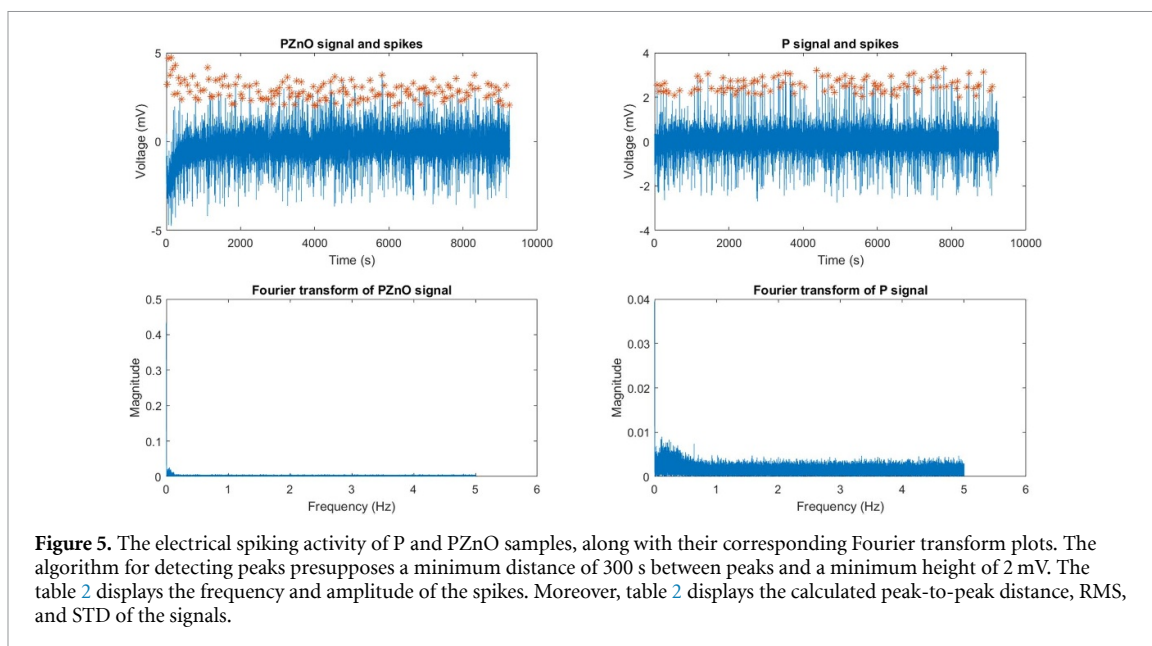 PZnO signal and spikes
5
0
-5
Voltage (mV)
0 2000 4000 6000 8000 10000
Time (s)
P signal and spikes
4
2
0
-2
-4
Voltage (mV)
0 2000 4000 6000 8000 10000
Time (s)
Fourier transform of PZnO signal
0.5
0.4
0.3
0.2
0.1
0
Magnitude
0 1 2 3 4 5 6
Frequency (Hz)
Fourier transform of P signal
0.04
0.03
0.02
0.01
0
Magnitude
0 1 2 3 4 5 6
Frequency (Hz)
Figure 5. The electrical spiking activity of P and PZnO samples, along with their corresponding Fourier transform plots. The
algorithm for detecting peaks presupposes a minimum distance of 300 s between peaks and a minimum height of 2 mV. The
table 2 displays the frequency and amplitude of the spikes. Moreover, table 2 displays the calculated peak-to-peak distance, RMS,
and STD of the signals.